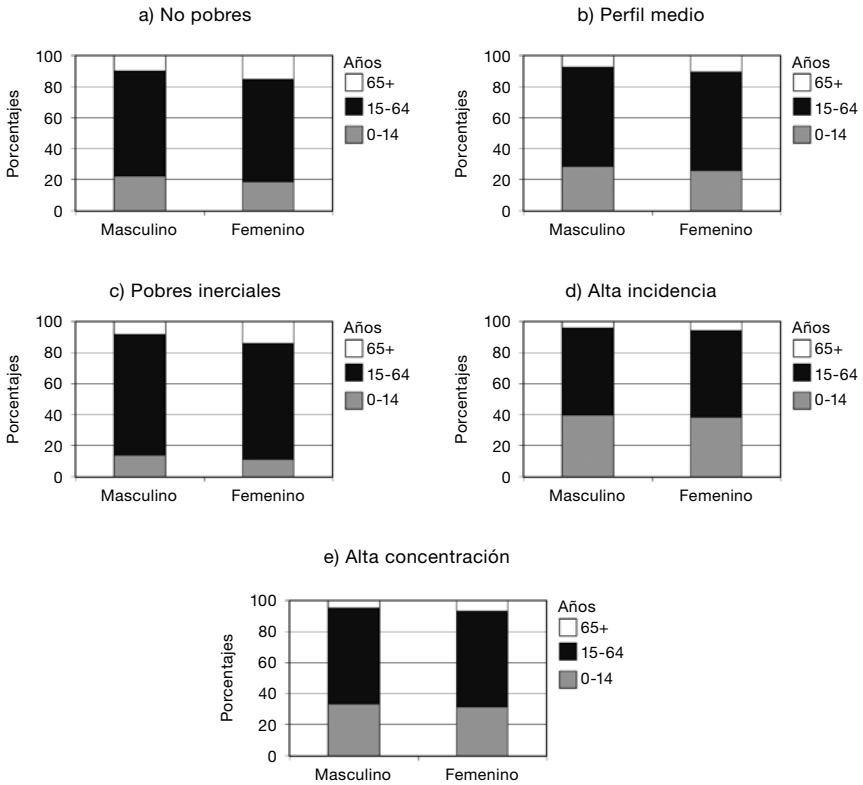 a) No pobres
Porcentajes
100
80
60
40
20
0
Masculino Femenino
Años
65+
15-64
0-14
b) Perfil medio
Porcentajes
100
80
60
40
20
0
Masculino Femenino
Años
65+
15-64
0-14
c) Pobres inerciales
Porcentajes
100
80
60
40
20
0
Masculino Femenino
Años
65+
15-64
0-14
d) Alta incidencia
Porcentajes
100
80
60
40
20
0
Masculino Femenino
Años
65+
15-64
0-14
e) Alta concentración
Porcentajes
100
80
60
40
20
0
Masculino Femenino
Años
65+
15-64
0-14